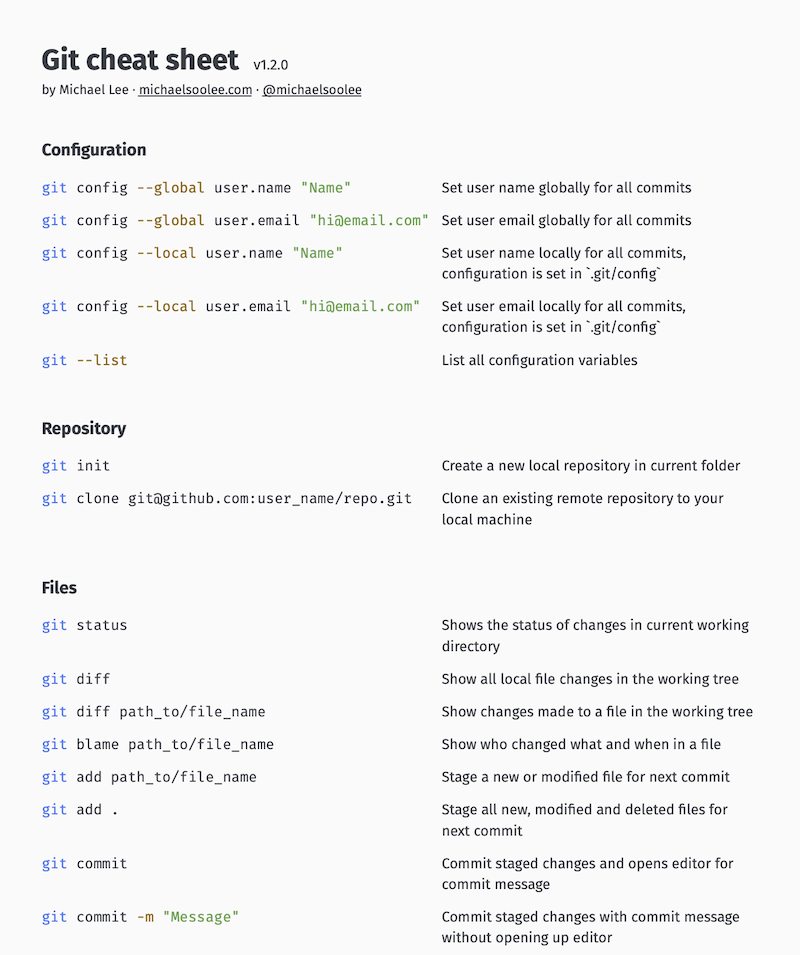 Git cheat sheet v1.2.0
by Michael Lee · michaelsoolee.com · @michaelsoolee
Configuration
git config --global user.name "Name" Set user name globally for all commits
git config --global user.email "hi@email.com" Set user email globally for all commits
git config --local user.name "Name" Set user name locally for all commits,
configuration is set in `.git/config`
git config --local user.email "hi@email.com" Set user email locally for all commits,
configuration is set in `.git/config`
git --list List all configuration variables
Repository
git init Create a new local repository in current folder
git clone git@github.com:user_name/repo.git Clone an existing remote repository to your
local machine
Files
git status Shows the status of changes in current working
directory
git diff Show all local file changes in the working tree
git diff path_to/file_name Show changes made to a file in the working tree
git blame path_to/file_name Show who changed what and when in a file
git add path_to/file_name Stage a new or modified file for next commit
git add . Stage all new, modified and deleted files for
next commit
git commit Commit staged changes and opens editor for
commit message
git commit -m "Message" Commit staged changes with commit message
without opening up editor